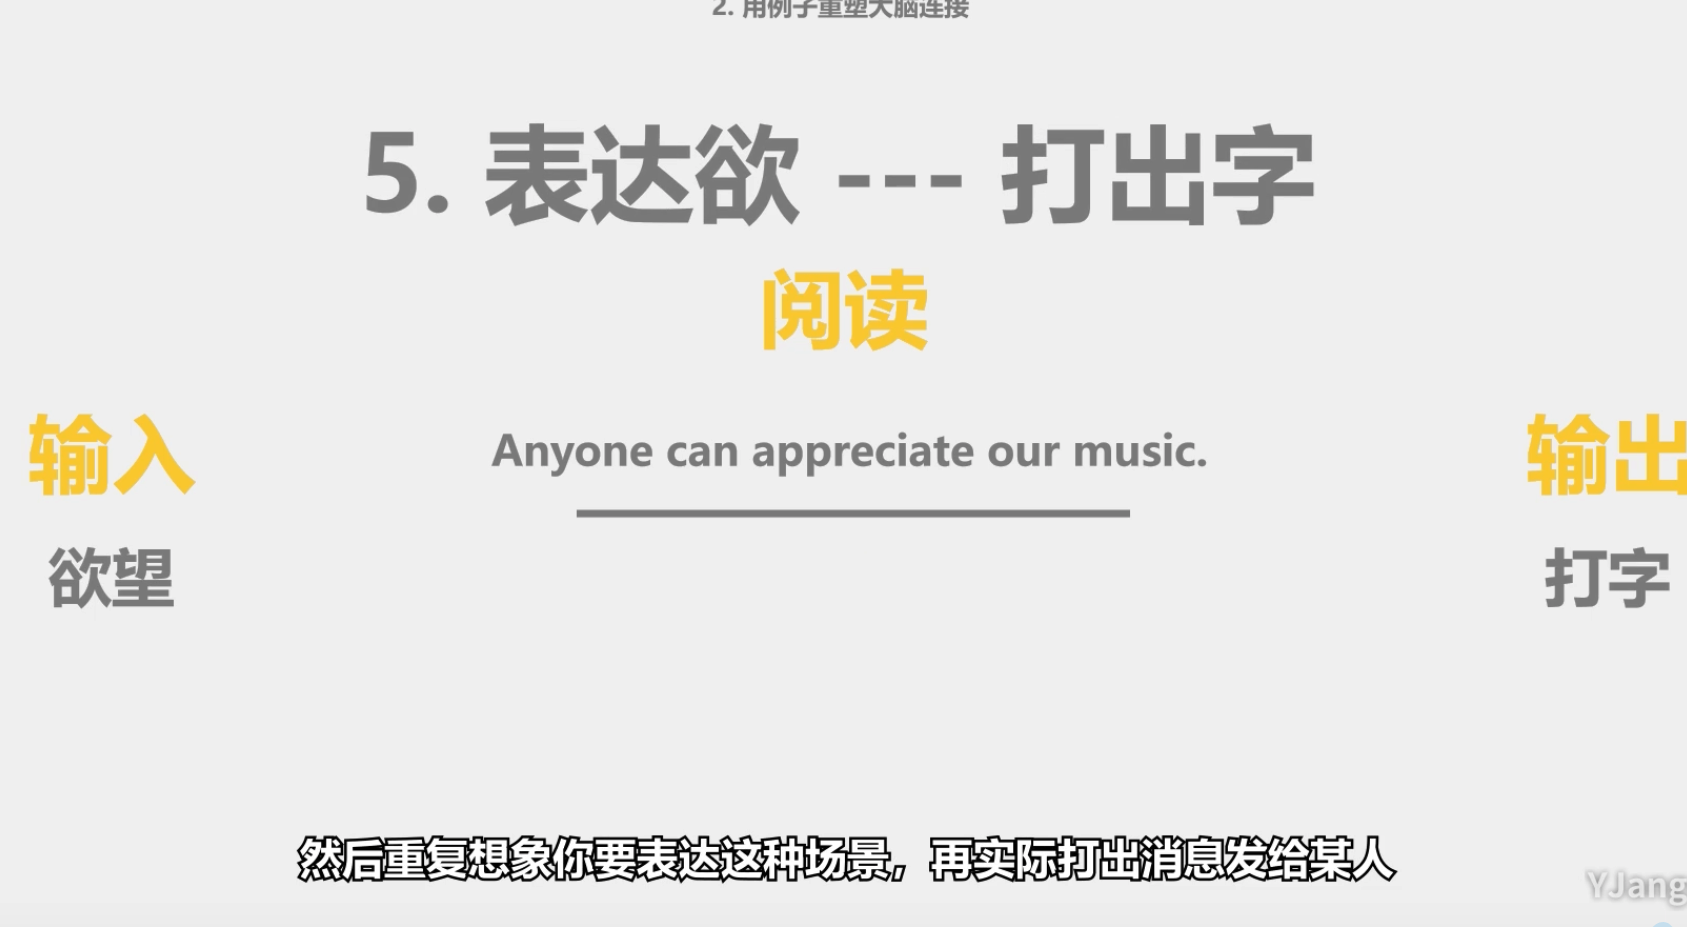 2. 用例子重塑大脑连接
5. 表达欲 --- 打出字
阅读
输入
Anyone can appreciate our music.
输出
欲望
打字
然后重复想象你要表达这种场景，再实际打出消息发给某人
YJang